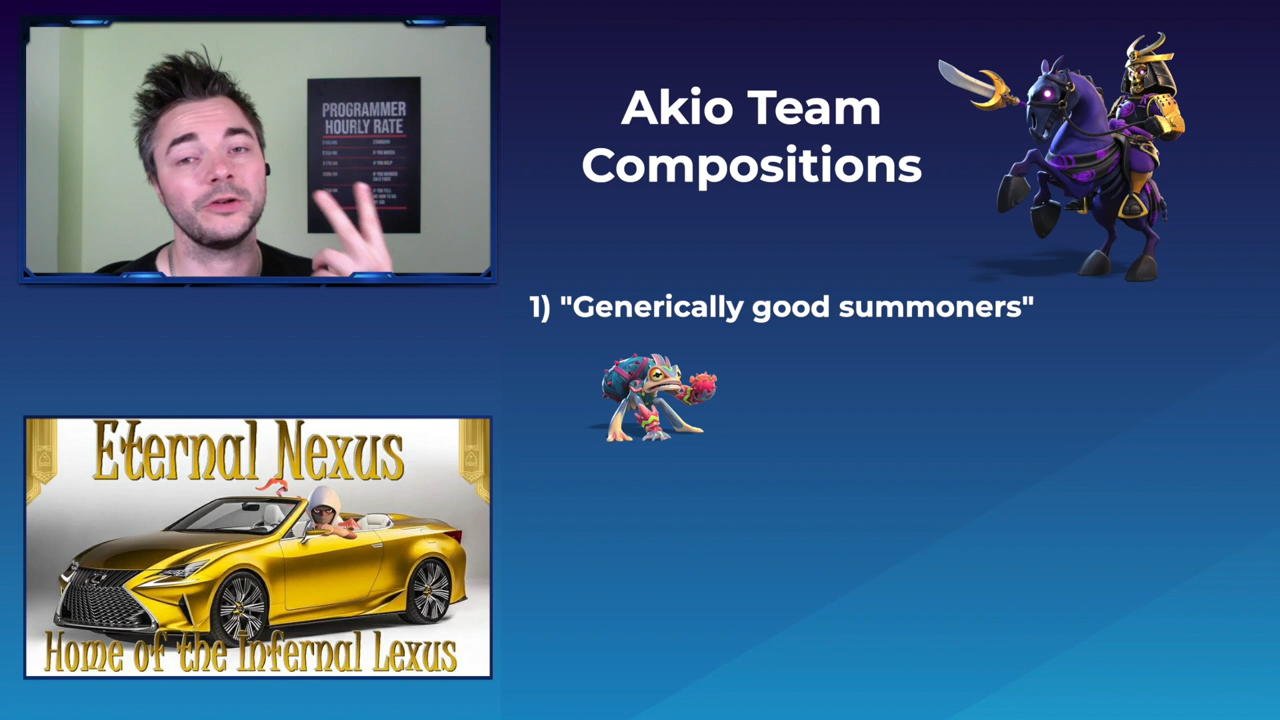 PROGRAMMER
HOURLY RATE
Akio Team
Compositions
1) "Generically good summoners"
Eternal Nexus
Home of the Infernal Lexus